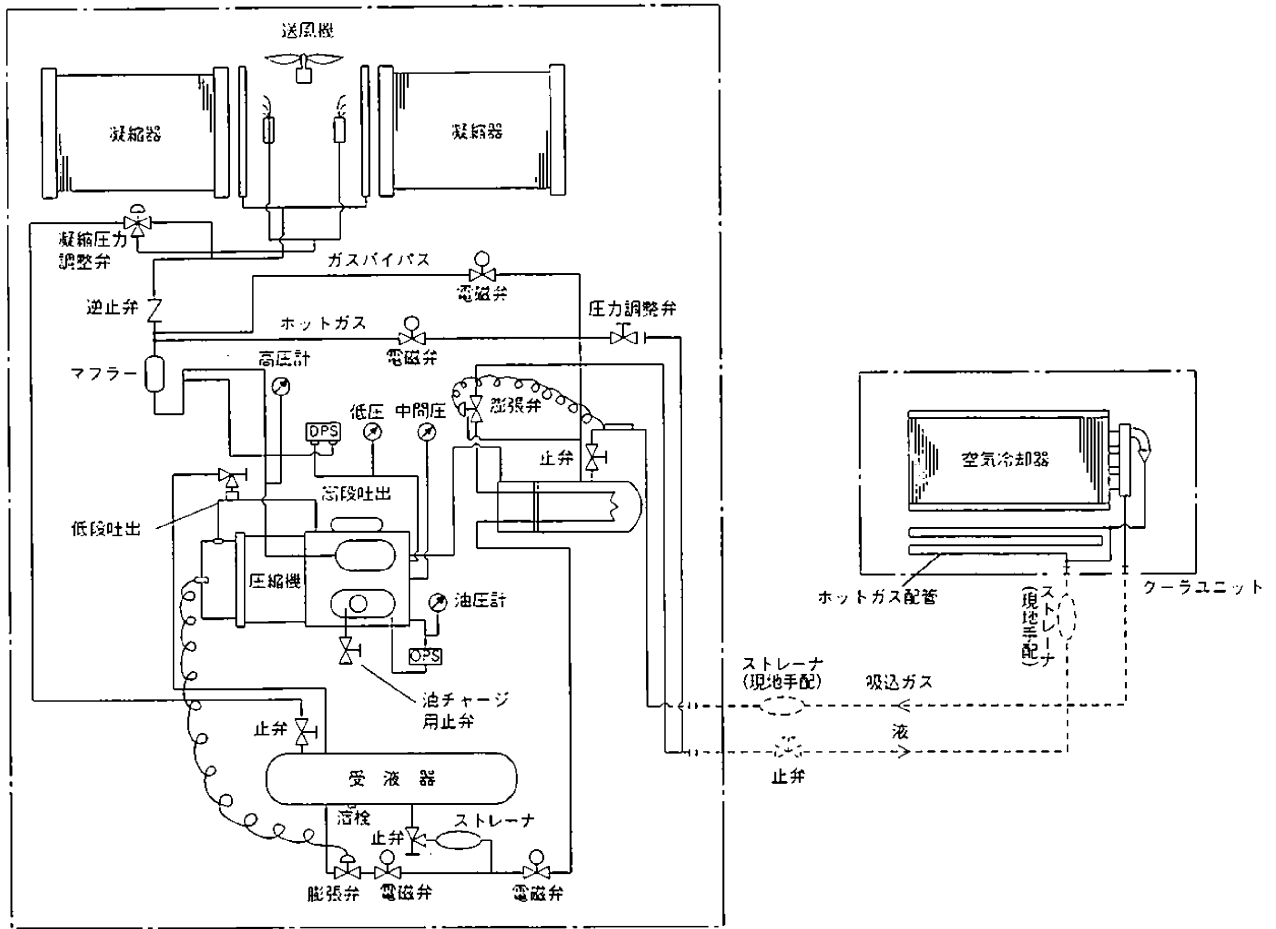 送風機
凝縮器
凝縮器
凝縮圧力
調整弁
ガスバイパス
電磁弁
逆止弁
ホットガス
電磁弁
圧力調整弁
マフラー
高圧計
低圧
中間圧
膨張弁
DPS
止弁
空気冷却器
高段吐出
低段吐出
圧縮機
油圧計
OPS
ホットガス配管
クーラユニット
ストレーナ
(現地手配)
ストレーナ
(現地手配)
吸込ガス
油チャージ
用止弁
止弁
液
止弁
受液器
溶栓
止弁
ストレーナ
膨張弁
電磁弁
電磁弁